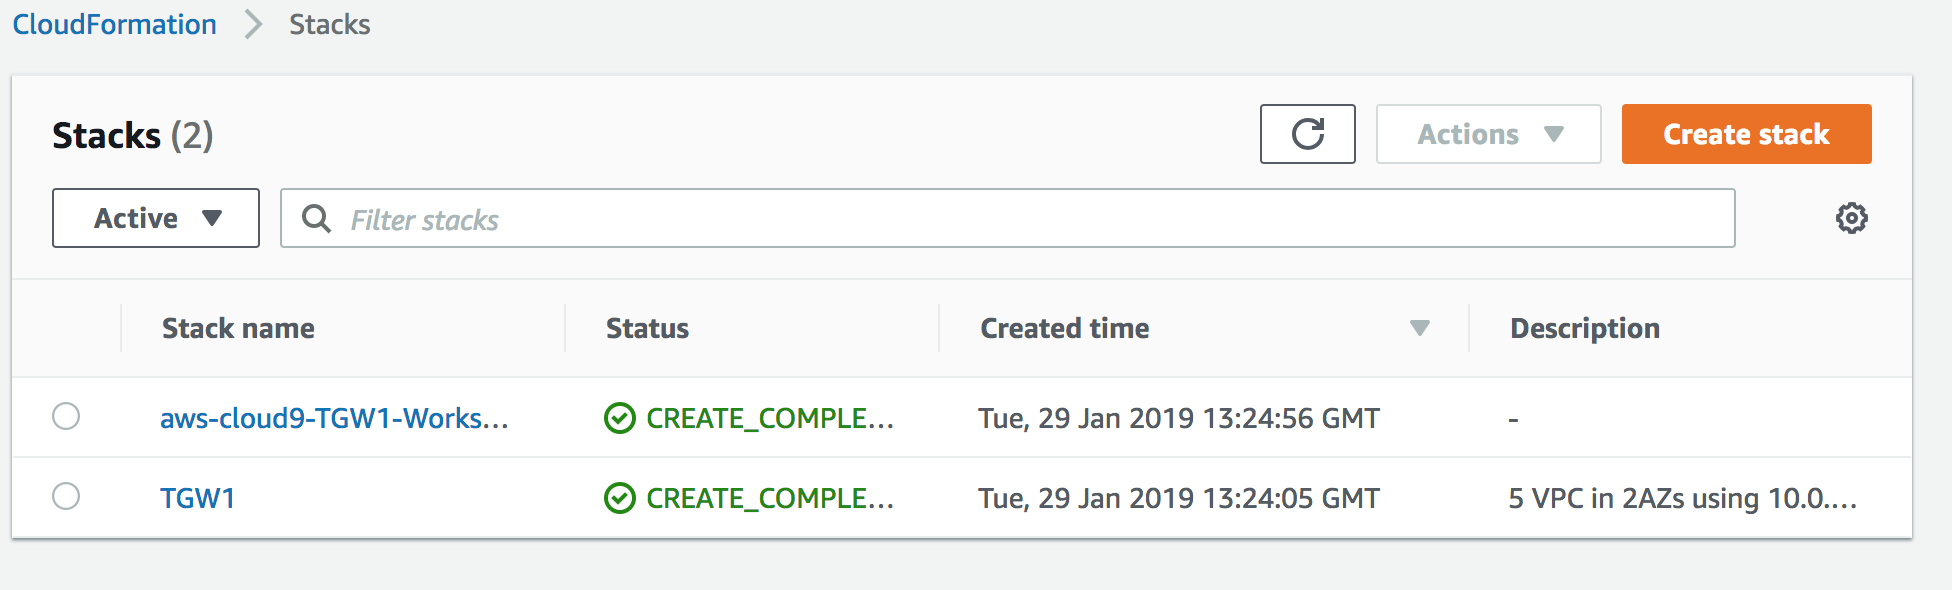 CloudFormation Stacks
Stacks (2)
Actions
Create stack
Active
Filter stacks
Stack name Status Created time Description
aws-cloud9-TGW1-Works... CREATE_COMPLE... Tue, 29 Jan 2019 13:24:56 GMT -
TGW1 CREATE_COMPLE... Tue, 29 Jan 2019 13:24:05 GMT 5 VPC in 2AZs using 10.0....